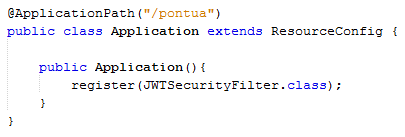 @ApplicationPath("/pontua")
public class Application extends ResourceConfig {
public Application(){
register(JWTSecurityFilter.class);
}
}